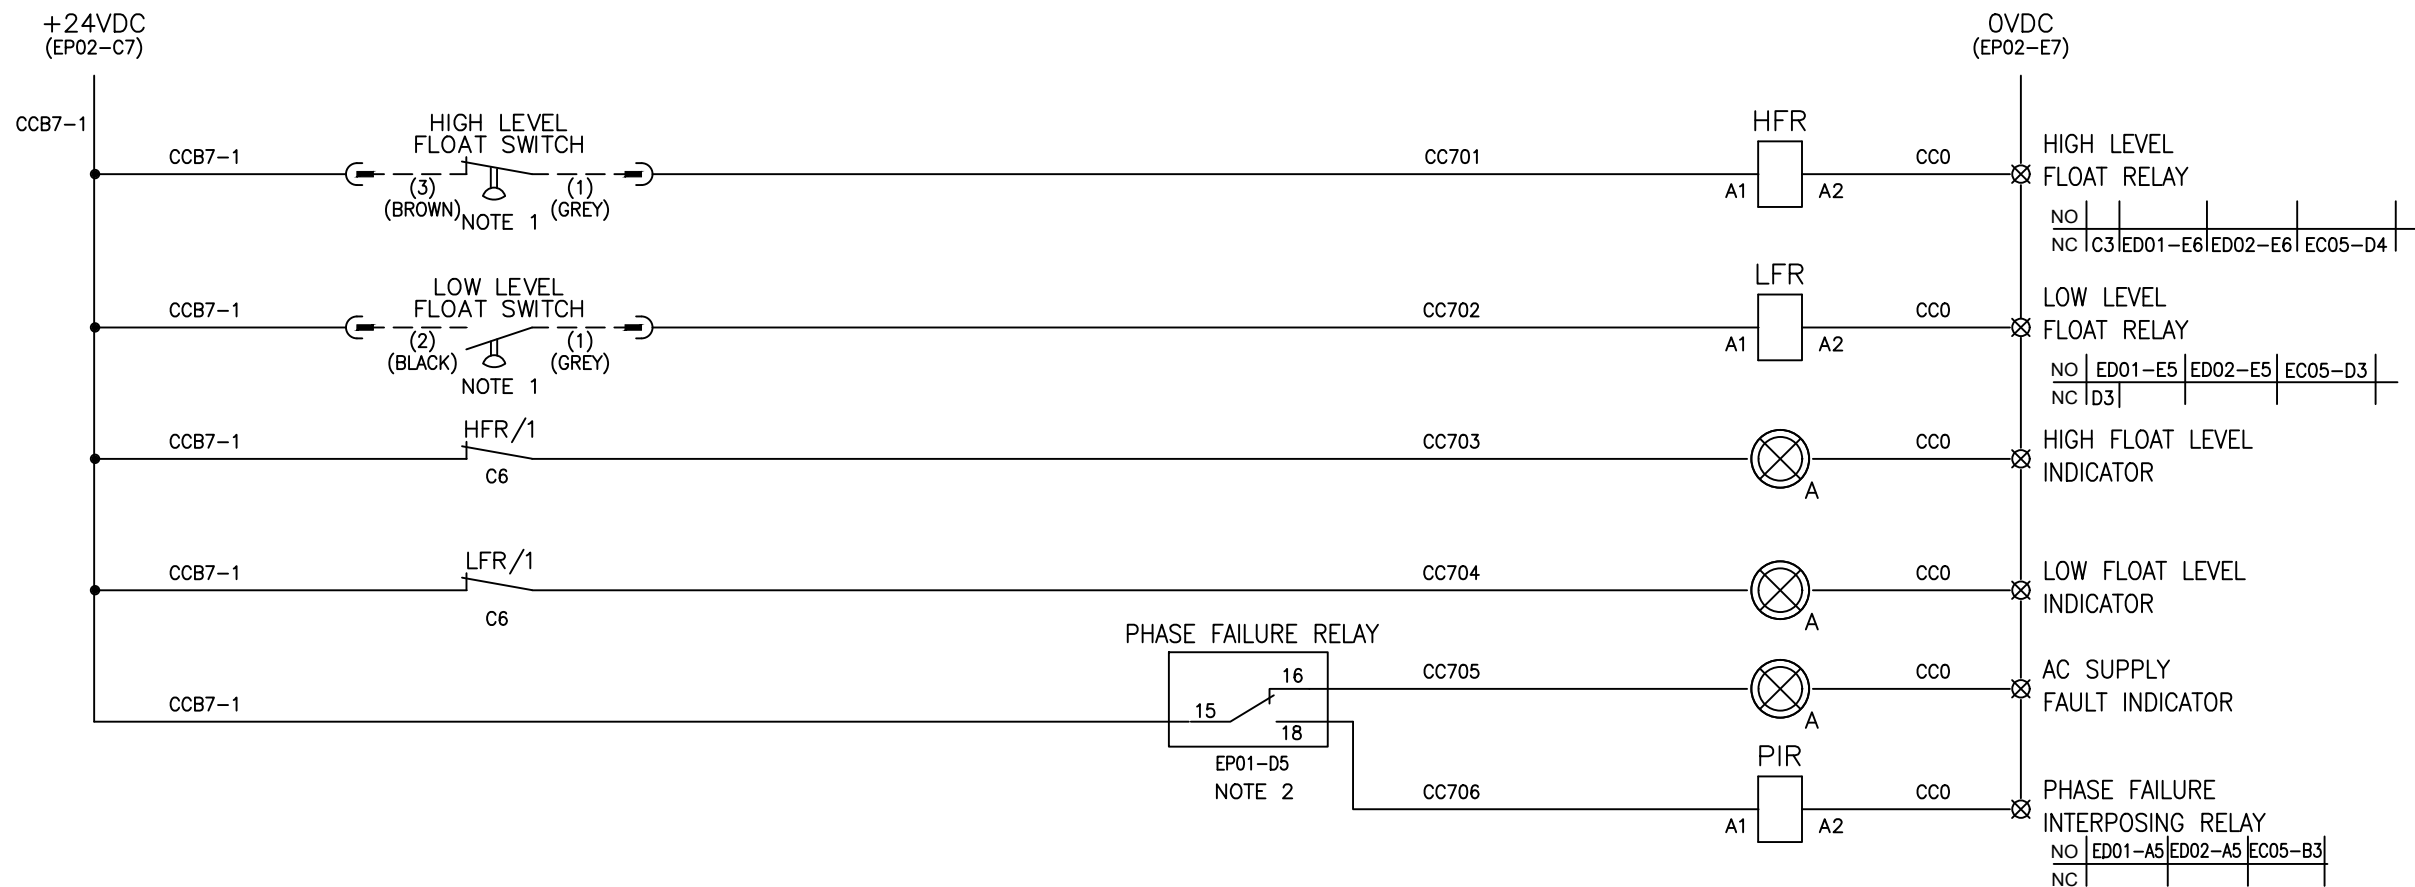 +24VDC
(EP02-C7)
0VDC
(EP02-E7)
CCB7-1
CCB7-1
HIGH LEVEL
FLOAT SWITCH
(3)
(BROWN)
NOTE 1
(1)
(GREY)
CC701
HFR
A1
A2
CC0
HIGH LEVEL
FLOAT RELAY
NO
NC C3 ED01-E6 ED02-E6 EC05-D4
CCB7-1
LOW LEVEL
FLOAT SWITCH
(2)
(BLACK)
NOTE 1
(1)
(GREY)
CC702
LFR
A1
A2
CC0
LOW LEVEL
FLOAT RELAY
NO ED01-E5 ED02-E5 EC05-D3
NC D3
CCB7-1
HFR/1
C6
CC703
A
CC0
HIGH FLOAT LEVEL
INDICATOR
CCB7-1
LFR/1
C6
CC704
A
CC0
LOW FLOAT LEVEL
INDICATOR
CCB7-1
PHASE FAILURE RELAY
15
16
18
EP01-D5
NOTE 2
CC705
A
CC0
AC SUPPLY
FAULT INDICATOR
CC706
PIR
A1
A2
CC0
PHASE FAILURE
INTERPOSING RELAY
NO ED01-A5 ED02-A5 EC05-B3
NC